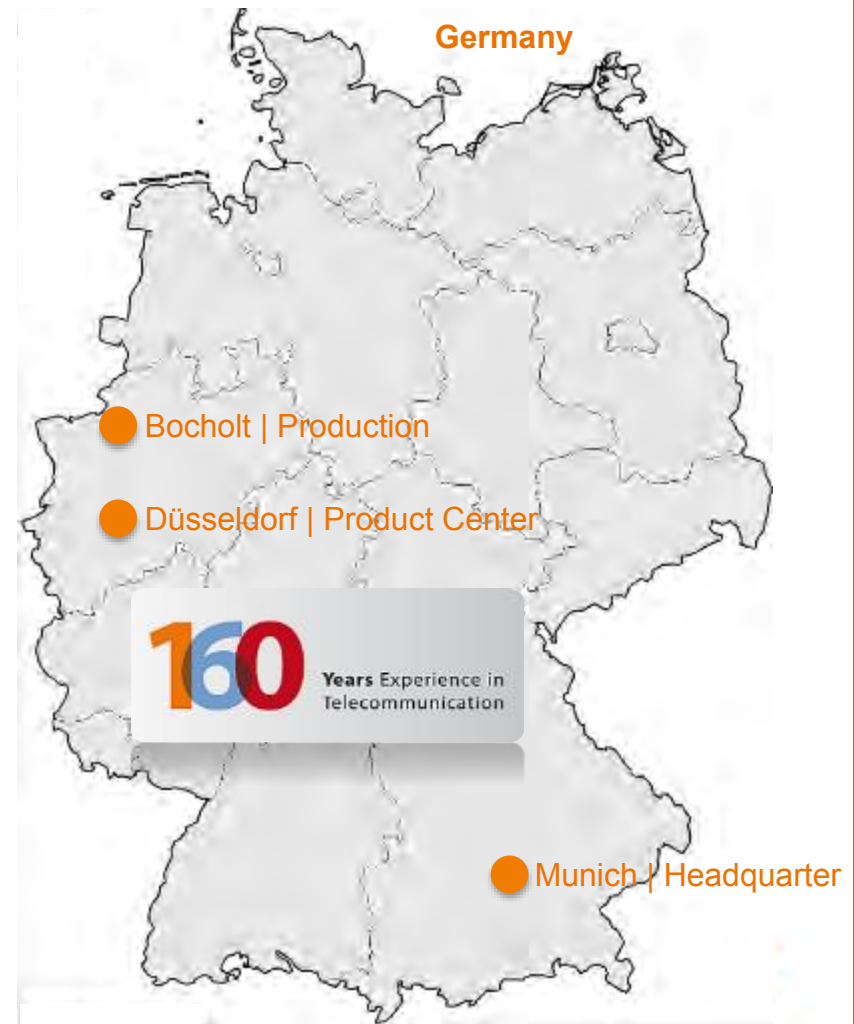 Germany
Bocholt | Production
Düsseldorf | Product Center
160
Years Experience in
Telecommunication
Munich | Headquarter